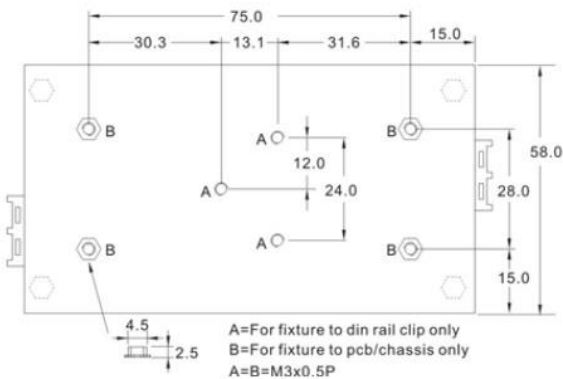 75.0
30.3 13.1 31.6 15.0
B A B
12.0 58.0
A 24.0 28.0
B A B
15.0
4.5
2.5
A=For fixture to din rail clip only
B=For fixture to pcb/chassis only
A=B=M3x0.5P